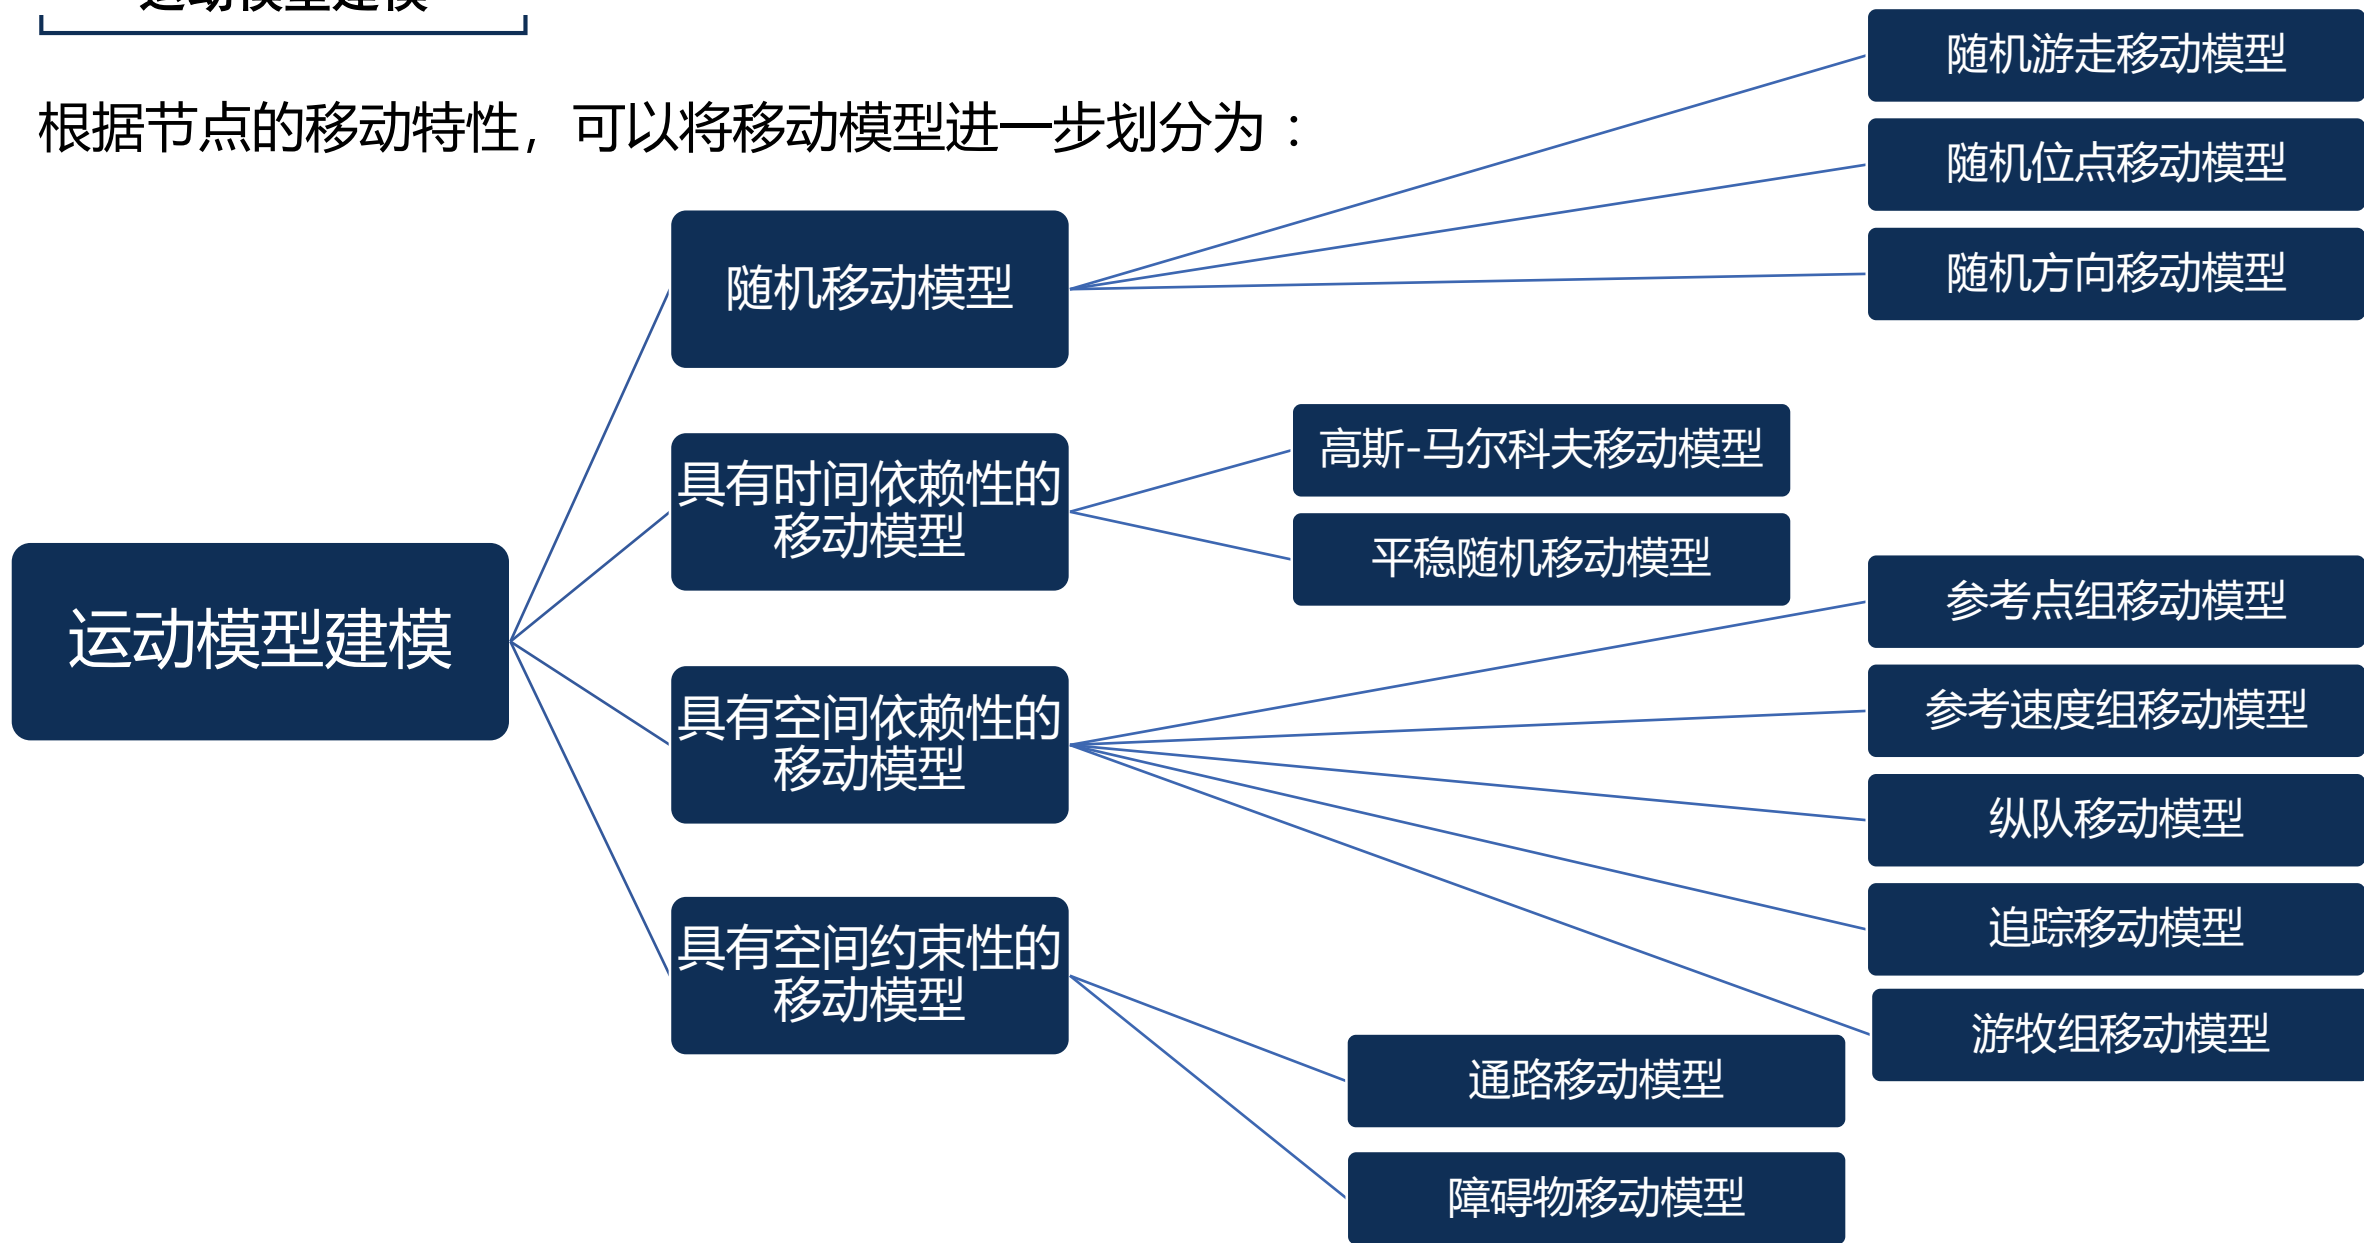 运动模型建模
根据节点的移动特性，可以将移动模型进一步划分为：
运动模型建模
随机移动模型
随机游走移动模型
随机位点移动模型
随机方向移动模型
具有时间依赖性的
移动模型
高斯-马尔科夫移动模型
平稳随机移动模型
具有空间依赖性的
移动模型
参考点组移动模型
参考速度组移动模型
纵队移动模型
追踪移动模型
游牧组移动模型
具有空间约束性的
移动模型
通路移动模型
障碍物移动模型